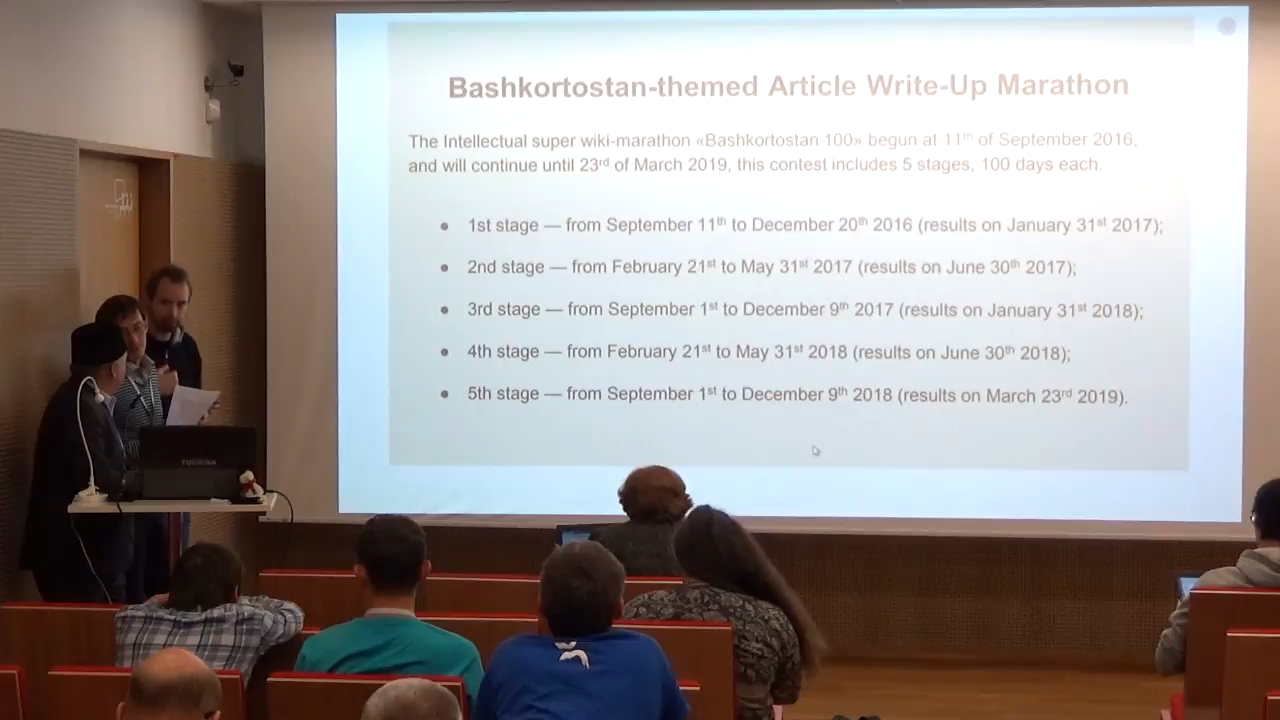 Bashkortostan-themed Article Write-Up Marathon
The Intellectual super wiki-marathon «Bashkortostan 100» begun at 11th of September 2016,
and will continue until 23rd of March 2019, this contest includes 5 stages, 100 days each.
• 1st stage — from September 11th to December 20th 2016 (results on January 31st 2017);
• 2nd stage — from February 21st to May 31st 2017 (results on June 30th 2017);
• 3rd stage — from September 1st to December 9th 2017 (results on January 31st 2018);
• 4th stage — from February 21st to May 31st 2018 (results on June 30th 2018);
• 5th stage — from September 1st to December 9th 2018 (results on March 23rd 2019).
TOSHIBA